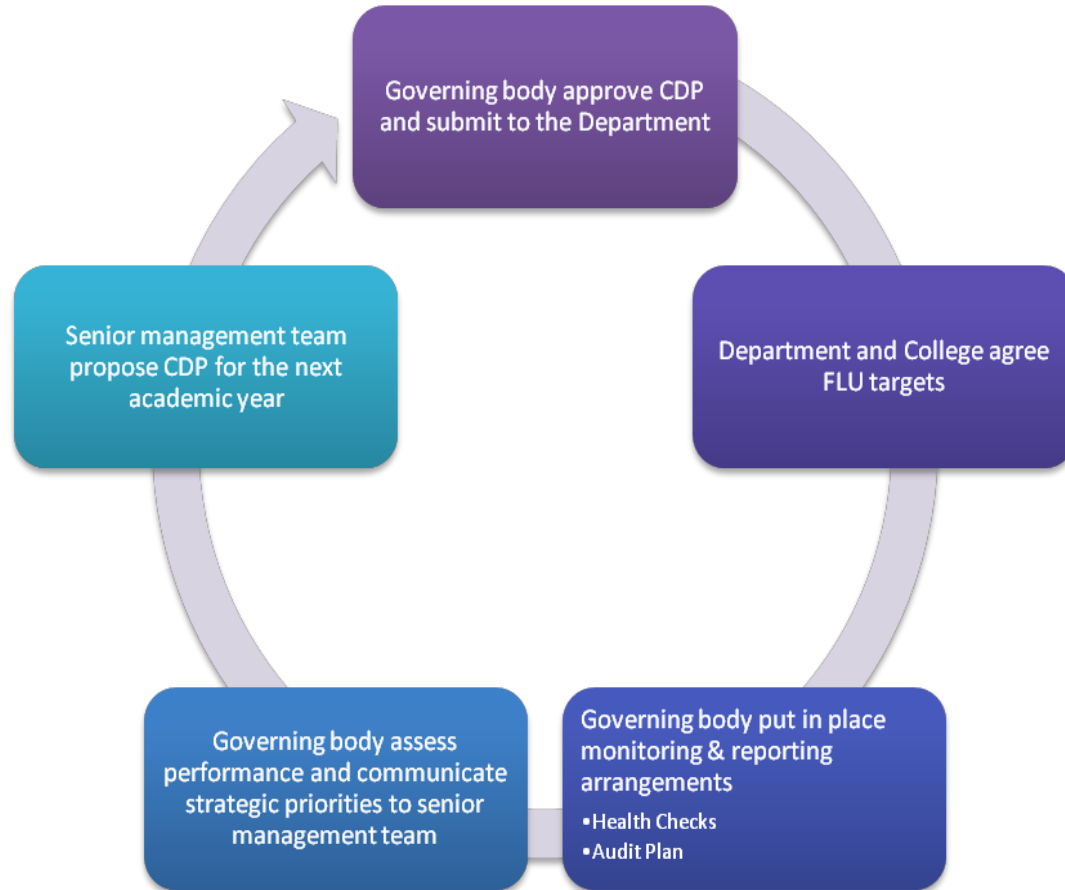 Governing body approve CDP
and submit to the Department
Department and College agree
FLU targets
Governing body put in place
monitoring & reporting
arrangements
•Health Checks
•Audit Plan
Governing body assess
performance and communicate
strategic priorities to senior
management team
Senior management team
propose CDP for the next
academic year